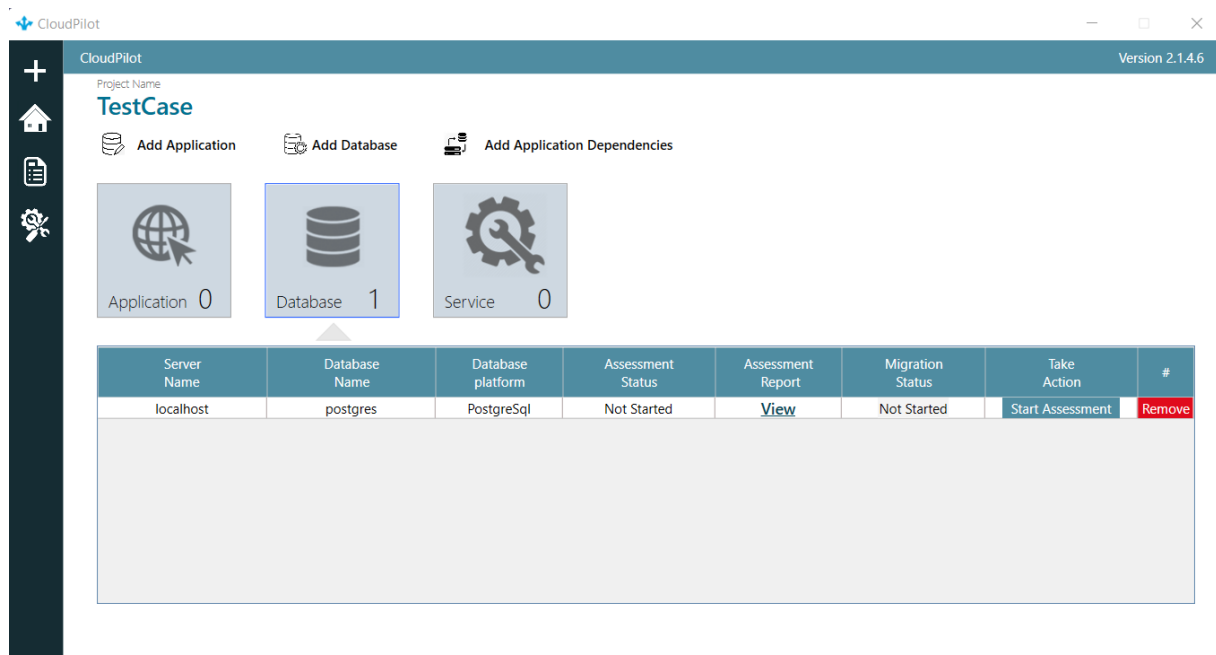 CloudPilot
CloudPilot Version 2.1.4.6
Project Name
TestCase
Add Application Add Database Add Application Dependencies
Application 0 Database 1 Service 0
Server Database Database Assessment Assessment Migration Take
Name Name platform Status Report Status Action #
localhost postgres PostgreSql Not Started View Not Started Start Assessment Remove